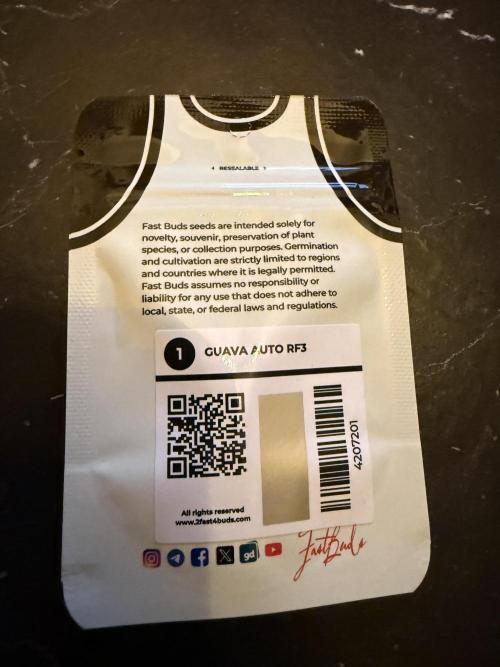 RESEALABLE
Fast Buds seeds are intended solely for
novelty, souvenir, preservation of plant
species, or collection purposes. Germination
and cultivation are strictly limited to regions
and countries where it is legally permitted.
Fast Buds assumes no responsibility or
liability for any use that does not adhere to
local, state, or federal laws and regulations.
1 GUAVA AUTO RF3
4207201
All rights reserved
www.2fast4buds.com
gd
FastBuds